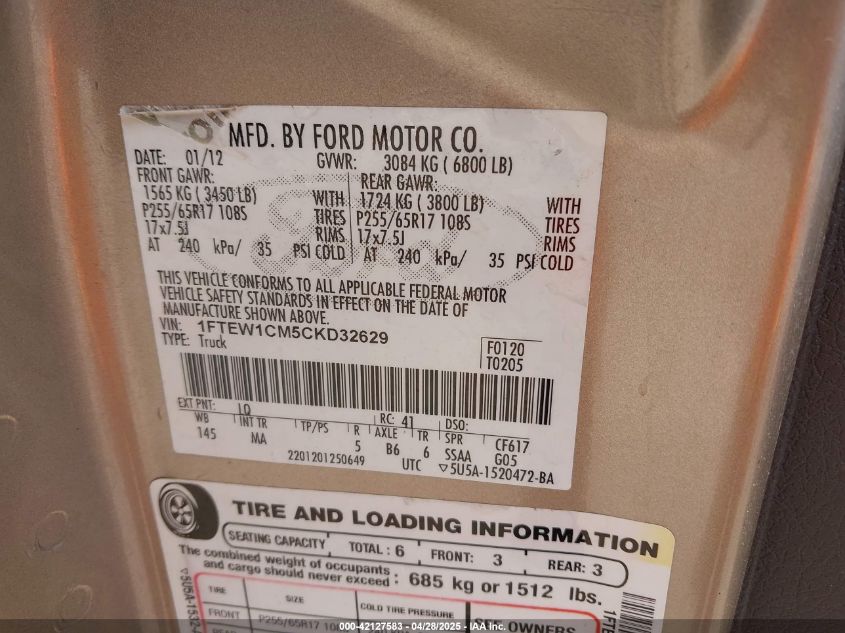 MFD. BY FORD MOTOR CO.
DATE: 01/12 GVWR: 3084 KG ( 6800 LB)
FRONT GAWR: REAR GAWR:
1565 KG ( 3450 LB) WITH 1724 KG ( 3800 LB) WITH
P255/65R17 108S TIRES P255/65R17 108S TIRES
17x7.5J RIMS 17x7.5J RIMS
AT 240 kPa/ 35 PSI COLD AT 240 kPa/ 35 PSI COLD
THIS VEHICLE CONFORMS TO ALL APPLICABLE FEDERAL MOTOR
VEHICLE SAFETY STANDARDS IN EFFECT ON THE DATE OF
MANUFACTURE SHOWN ABOVE.
VIN: 1FTEW1CM5CKD32629
TYPE: Truck
F0120
T0205
EXT PNT: LQ RC: 41 DSO:
WB INT TR TP/PS R AXLE TR SPR CF617
145 MA 5 B6 6 SSAA G05
2201201250649 UTC ▽5U5A-1520472-BA
TIRE AND LOADING INFORMATION
SEATING CAPACITY TOTAL : 6 FRONT: 3 REAR: 3
The combined weight of occupants
and cargo should never exceed : 685 kg or 1512 lbs.
TIRE SIZE COLD TIRE PRESSURE
FRONT P255/65R17 OWNERS
000-42127583 - 04/28/2025 - IAA Inc.